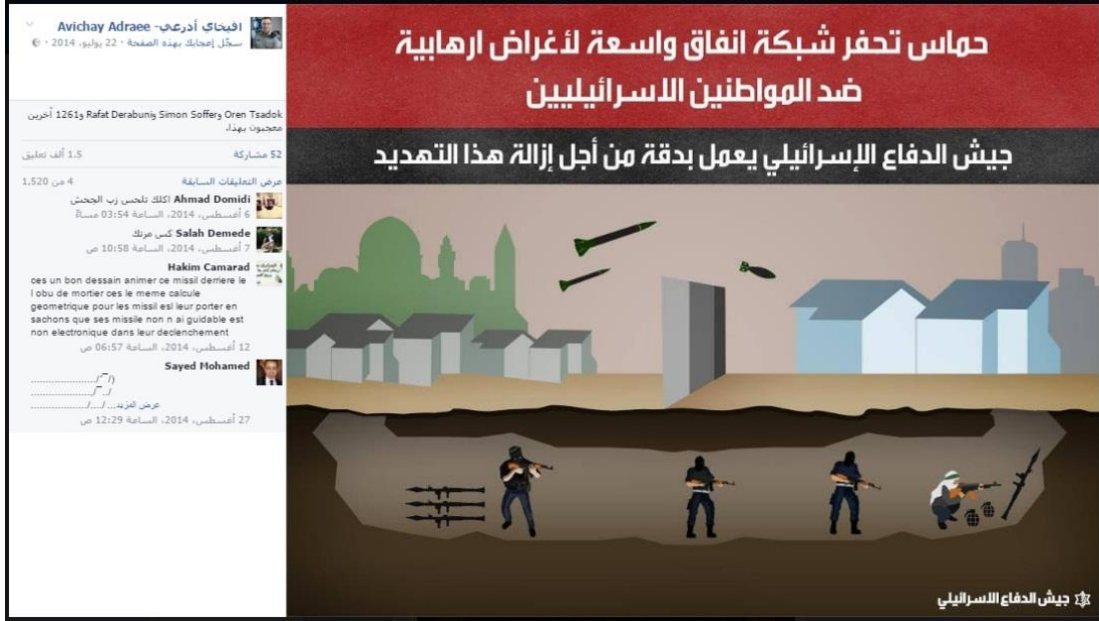 افيخاي أدرعي- Avichay Adraee
سجّل إعجابك بهذه الصفحة · 22 يوليو، 2014 ·
Oren Tsadok وSimon Soffer وRafat Derabuni و1261 آخرين
معجبون بهذا.
52 مشاركة
1.5 ألف تعليق
عرض التعليقات السابقة
4 من 1,520
Ahmad Domidi اكلك تلحس زب الجحش
6 أغسطس، 2014، الساعة 03:54 مساءً
Salah Demede كس مرتك
7 أغسطس، 2014، الساعة 10:58 ص
Hakim Camarad
ces un bon dessain animer ce missil derriere le
l obu de mortier ces le meme calcule
geometrique pour les missil esl leur porter en
sachons que ses missile non n ai guidable est
non electronique dans leur declenchement
12 أغسطس، 2014، الساعة 06:57 ص
Sayed Mohamed
عرض المزيد...
27 أغسطس، 2014، الساعة 12:29 ص
حماس تحفر شبكة انفاق واسعة لأغراض ارهابية
ضد المواطنين الاسرائيليين
جيش الدفاع الإسرائيلي يعمل بدقة من أجل إزالة هذا التهديد
جيش الدفاع الاسرائيلي